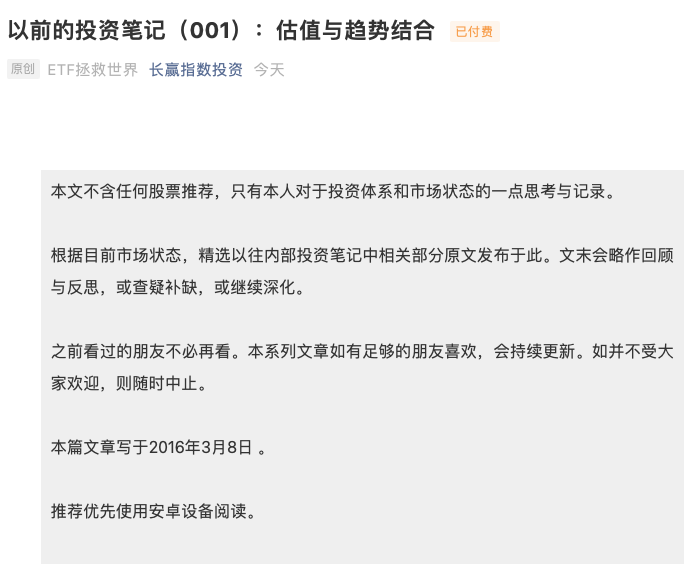 以前的投资笔记（001）：估值与趋势结合 已付费
原创 ETF拯救世界 长赢指数投资 今天
本文不含任何股票推荐，只有本人对于投资体系和市场状态的一点思考与记录。
根据目前市场状态，精选以往内部投资笔记中相关部分原文发布于此。文末会略作回顾
与反思，或查疑补缺，或继续深化。
之前看过的朋友不必再看。本系列文章如有足够的朋友喜欢，会持续更新。如并不受大
家欢迎，则随时中止。
本篇文章写于2016年3月8日 。
推荐优先使用安卓设备阅读。